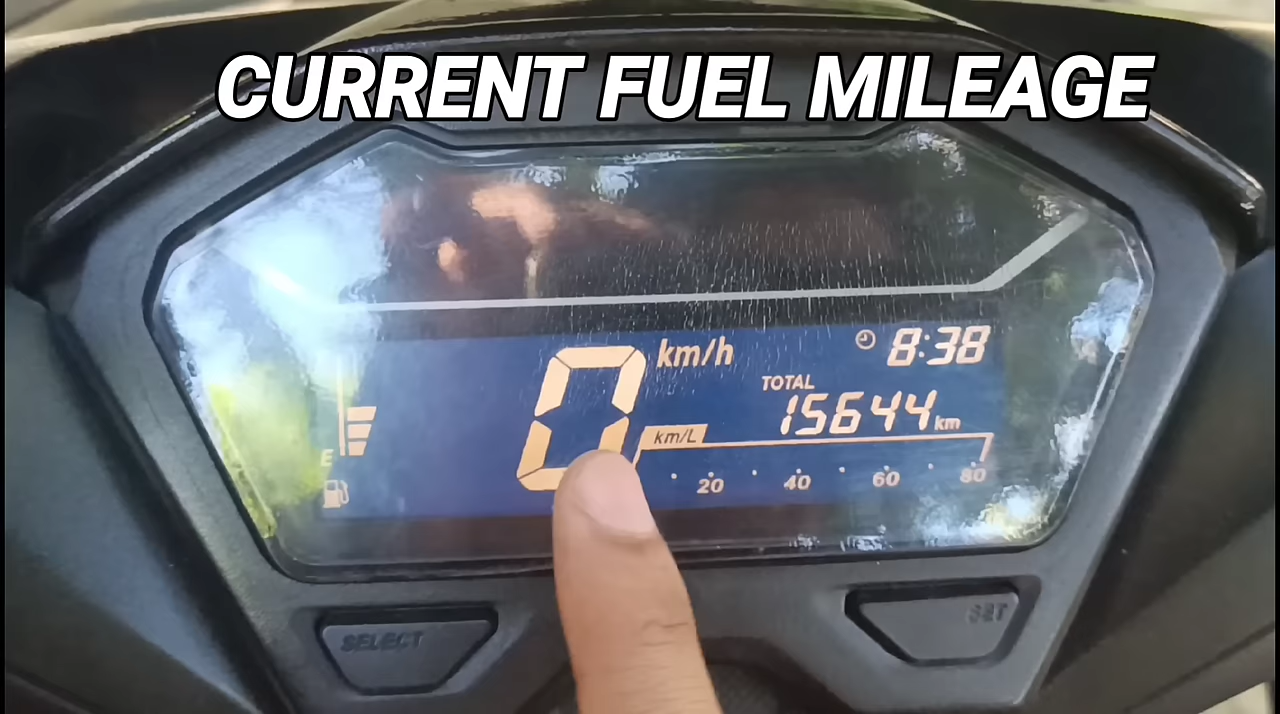 CURRENT FUEL MILEAGE
km/h
8:38
0
TOTAL
15644 km
km/L
E
20 40 60 80
SELECT
SET